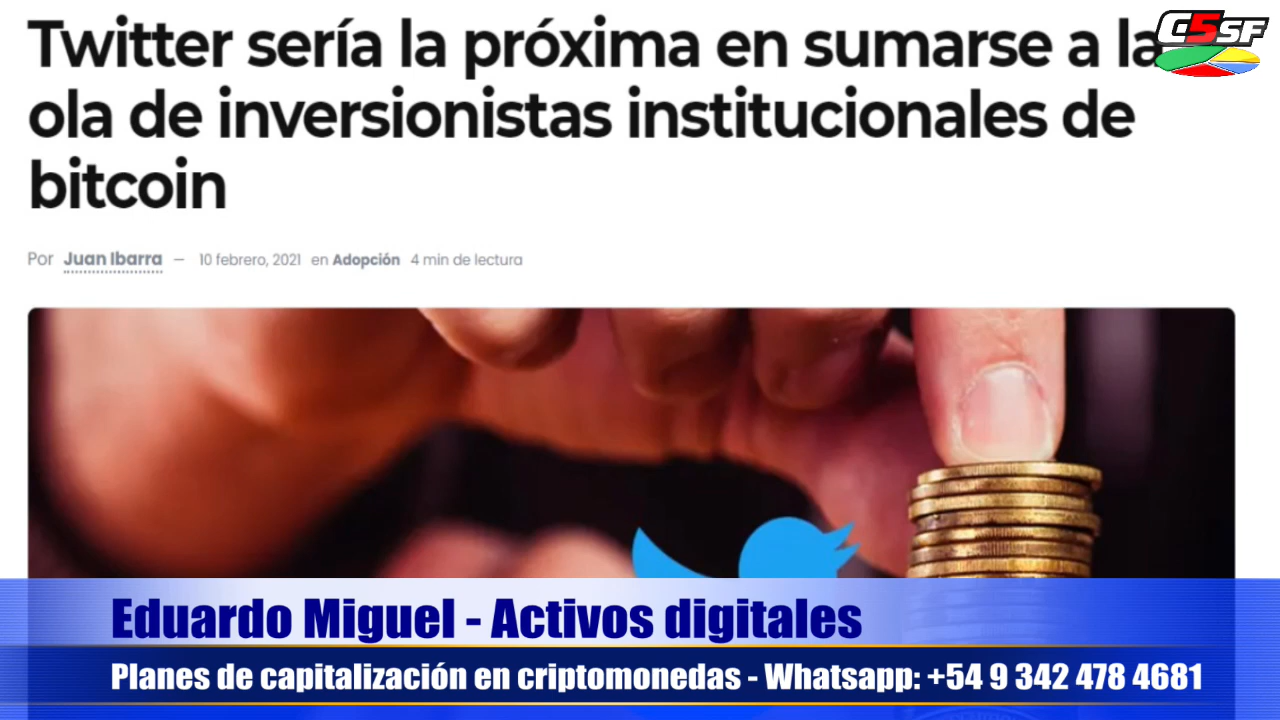 Twitter sería la próxima en sumarse a la
ola de inversionistas institucionales de
bitcoin
C5SF
Por Juan Ibarra — 10 febrero, 2021 en Adopción 4 min de lectura
Eduardo Miguel - Activos digitales
Planes de capitalización en criptomonedas - Whatsapp: +54 9 342 478 4681